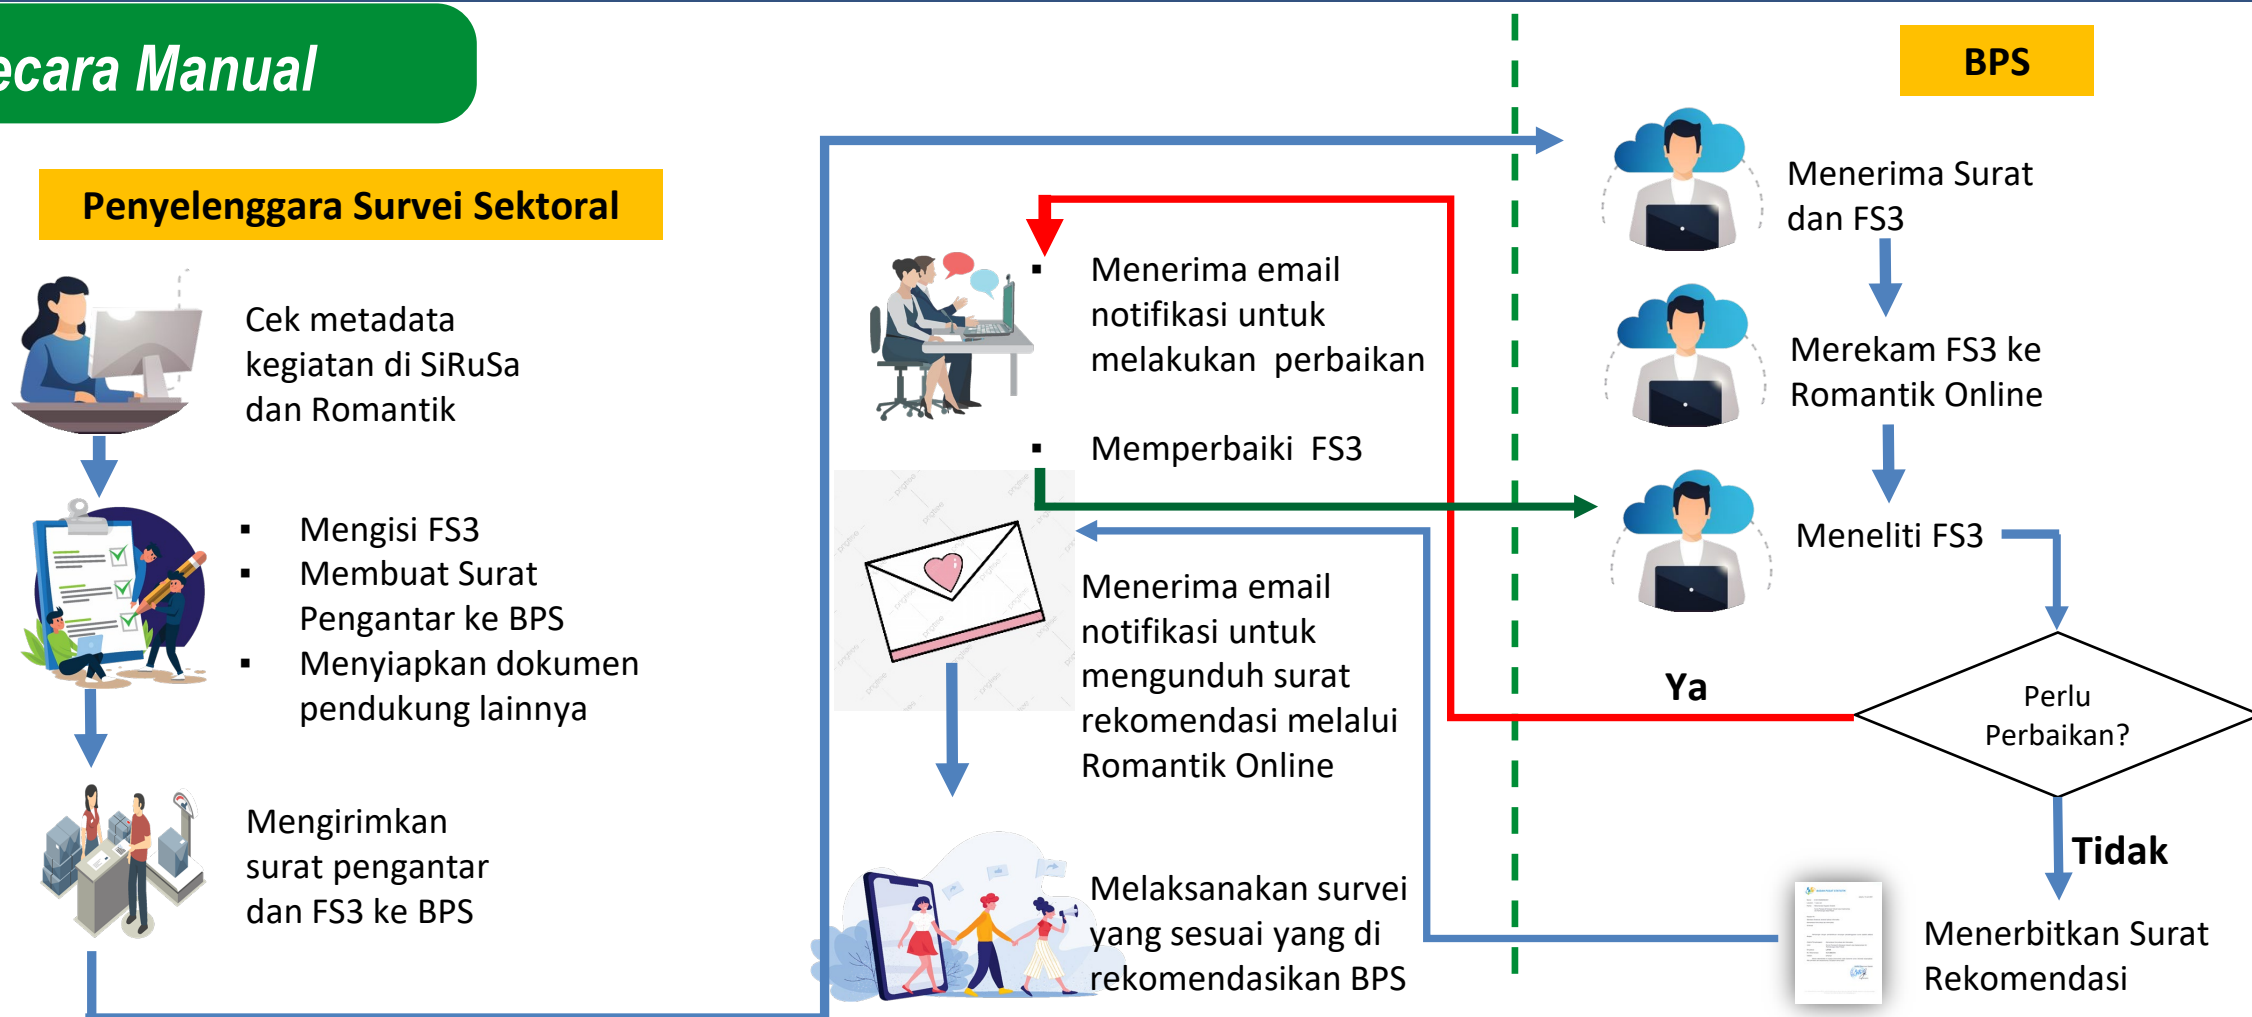 ecara Manual
Penyelenggara Survei Sektoral
Cek metadata
kegiatan di SiRuSa
dan Romantik
▪ Mengisi FS3
▪ Membuat Surat
Pengantar ke BPS
▪ Menyiapkan dokumen
pendukung lainnya
Mengirimkan
surat pengantar
dan FS3 ke BPS
▪ Menerima email
notifikasi untuk
melakukan perbaikan
▪ Memperbaiki FS3
Menerima email
notifikasi untuk
mengunduh surat
rekomendasi melalui
Romantik Online
Melaksanakan survei
yang sesuai yang di
rekomendasikan BPS
BPS
Menerima Surat
dan FS3
Merekam FS3 ke
Romantik Online
Meneliti FS3
Perlu
Perbaikan?
Ya
Tidak
Menerbitkan Surat
Rekomendasi